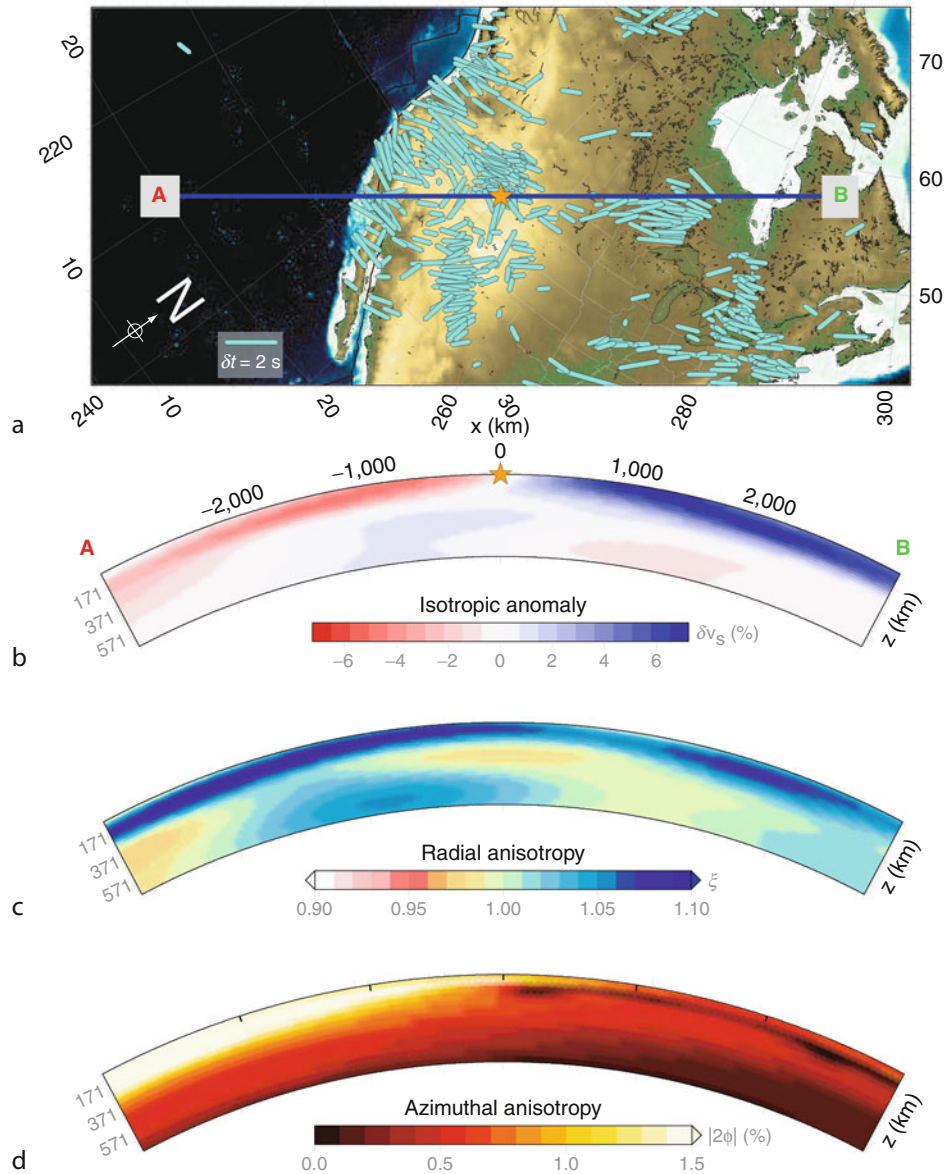 20
220
10
240
10
20
260
30
280
300
70
60
50
A
B
N
δt = 2 s
a
x (km)
0
−2,000
−1,000
1,000
2,000
A
B
171
371
571
z (km)
Isotropic anomaly
δvS (%)
−6
−4
−2
0
2
4
6
b
171
371
571
z (km)
Radial anisotropy
ξ
0.90
0.95
1.00
1.05
1.10
c
171
371
571
z (km)
Azimuthal anisotropy
|2ϕ| (%)
0.0
0.5
1.0
1.5
d